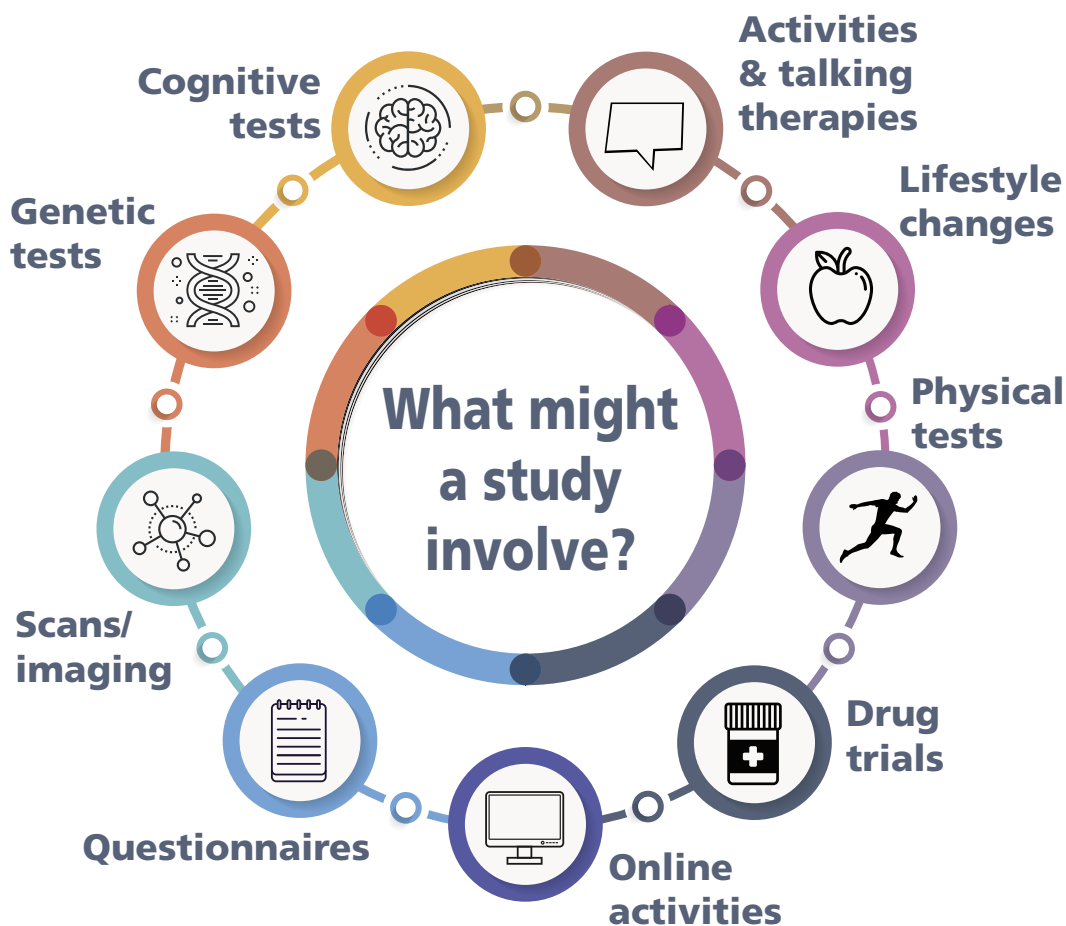 What might
a study
involve?
Activities
& talking
therapies
Lifestyle
changes
Physical
tests
Drug
trials
Online
activities
Questionnaires
Scans/
imaging
Genetic
tests
Cognitive
tests